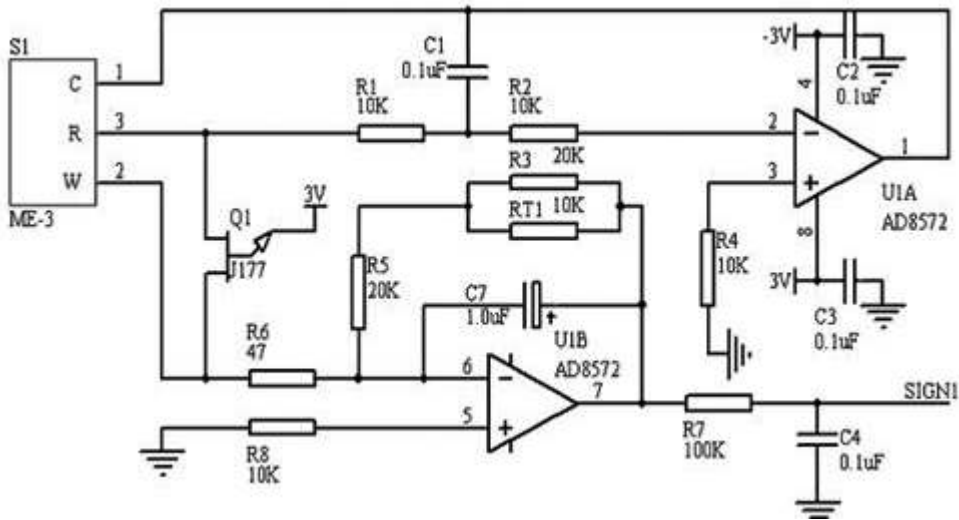 S1
C
1
R
3
W
2
ME-3
C1
0.1uF
R1
10K
R2
10K
-3V
4
C2
0.1uF
2
−
1
3
+
U1A
AD8572
8
3V
C3
0.1uF
R3
20K
RT1
10K
R4
10K
Q1
3V
J177
R5
20K
C7
1.0uF
U1B
AD8572
R6
47
6
−
7
5
+
R8
10K
R7
100K
SIGN1
C4
0.1uF